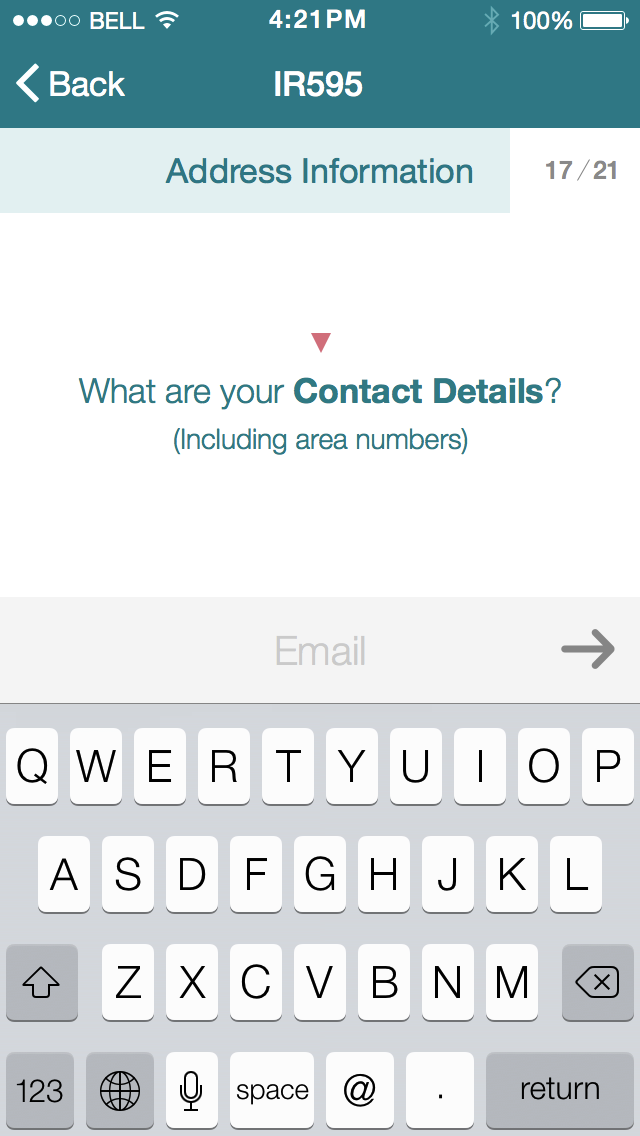 BELL 4:21PM 100%
Back IR595
Address Information 17/21
What are your Contact Details?
(Including area numbers)
Email
Q W E R T Y U I O P
A S D F G H J K L
Z X C V B N M
123 space @ . return